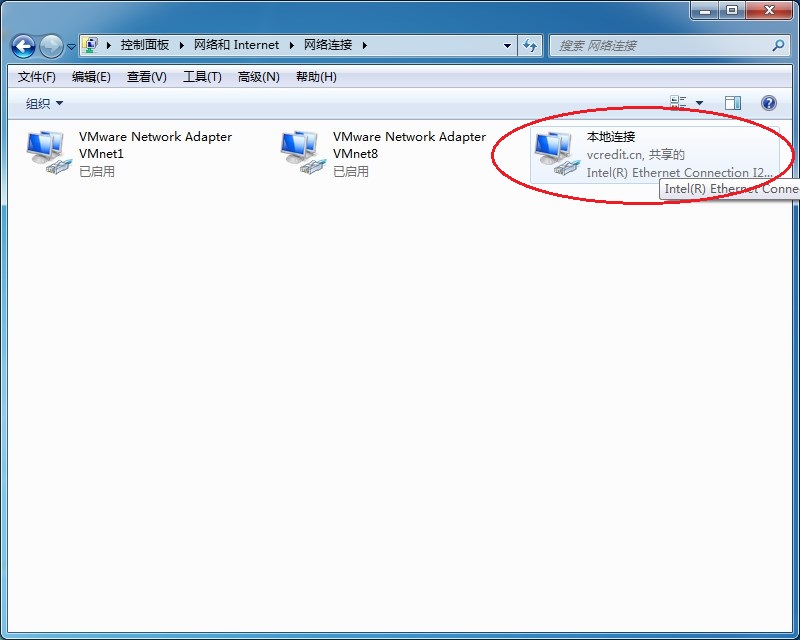 控制面板 网络和 Internet 网络连接
搜索 网络连接
文件(F) 编辑(E) 查看(V) 工具(T) 高级(N) 帮助(H)
组织
VMware Network Adapter
VMnet1
已启用
VMware Network Adapter
VMnet8
已启用
本地连接
vcredit.cn, 共享的
Intel(R) Ethernet Connection I2...
Intel(R) Ethernet Conne